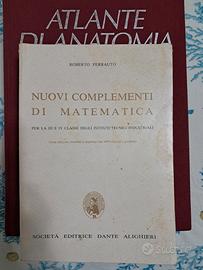 ATLANTE
DI ANATOMIA
ROBERTO FERRAUTO
NUOVI COMPLEMENTI
DI MATEMATICA
PER LA III E IV CLASSE DEGLI ISTITUTI TECNICI INDUSTRIALI
SOCIETÀ EDITRICE DANTE ALIGHIERI
subito